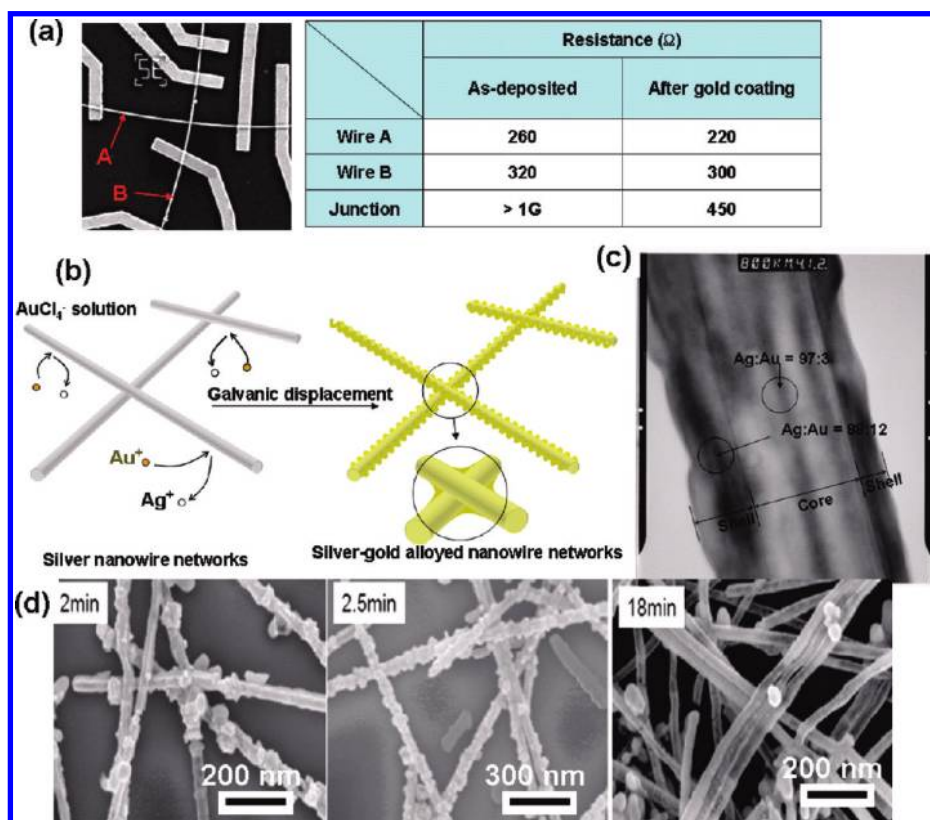 (a)
SE
A
B
Resistance (Ω)
As-deposited After gold coating
Wire A 260 220
Wire B 320 300
Junction > 1G 450
(b)
AuCl₄⁻ solution
Galvanic displacement
Au⁺
Ag⁺
Silver nanowire networks
Silver-gold alloyed nanowire networks
(c)
Ag:Au = 97:3
Ag:Au = 88:12
Shell
Core
Shell
(d)
2min
200 nm
2.5min
300 nm
18min
200 nm